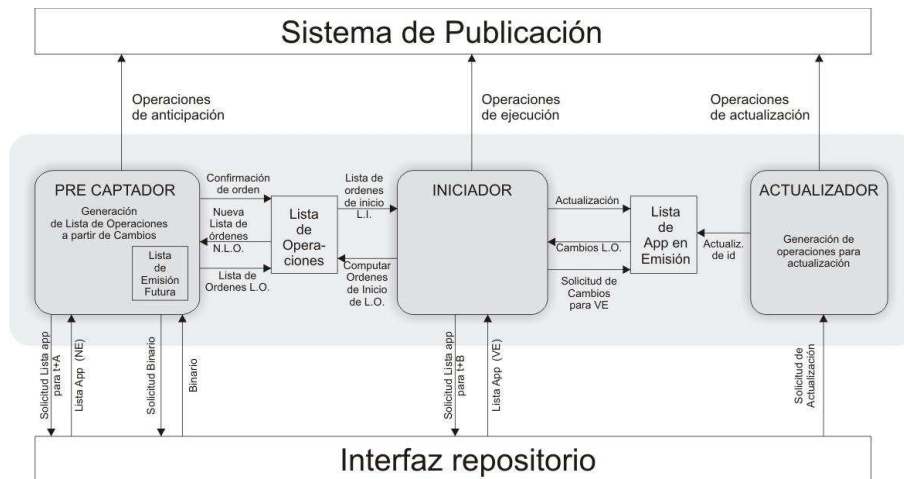 Sistema de Publicación
Operaciones
de anticipación
Operaciones
de ejecución
Operaciones
de actualización
PRE CAPTADOR
Generación
de Lista de Operaciones
a partir de Cambios
Lista
de
Emisión
Futura
Confirmación
de orden
Nueva
Lista de
órdenes
N.L.O.
Lista de
Ordenes L.O.
Lista
de
Opera-
ciones
Lista de
ordenes
de inicio
L.I.
Computar
Ordenes
de Inicio
de L.O.
INICIADOR
Actualización
Cambios L.O.
Solicitud de
Cambios
para VE
Lista
de
App en
Emisión
Actualiz.
de id
ACTUALIZADOR
Generación de
operaciones para
actualización
Solicitud Lista app
para t+A
Lista App (NE)
Solicitud Binario
Binario
Solicitud Lista app
para t+B
Lista App (VE)
Solicitud de
Actualización
Interfaz repositorio